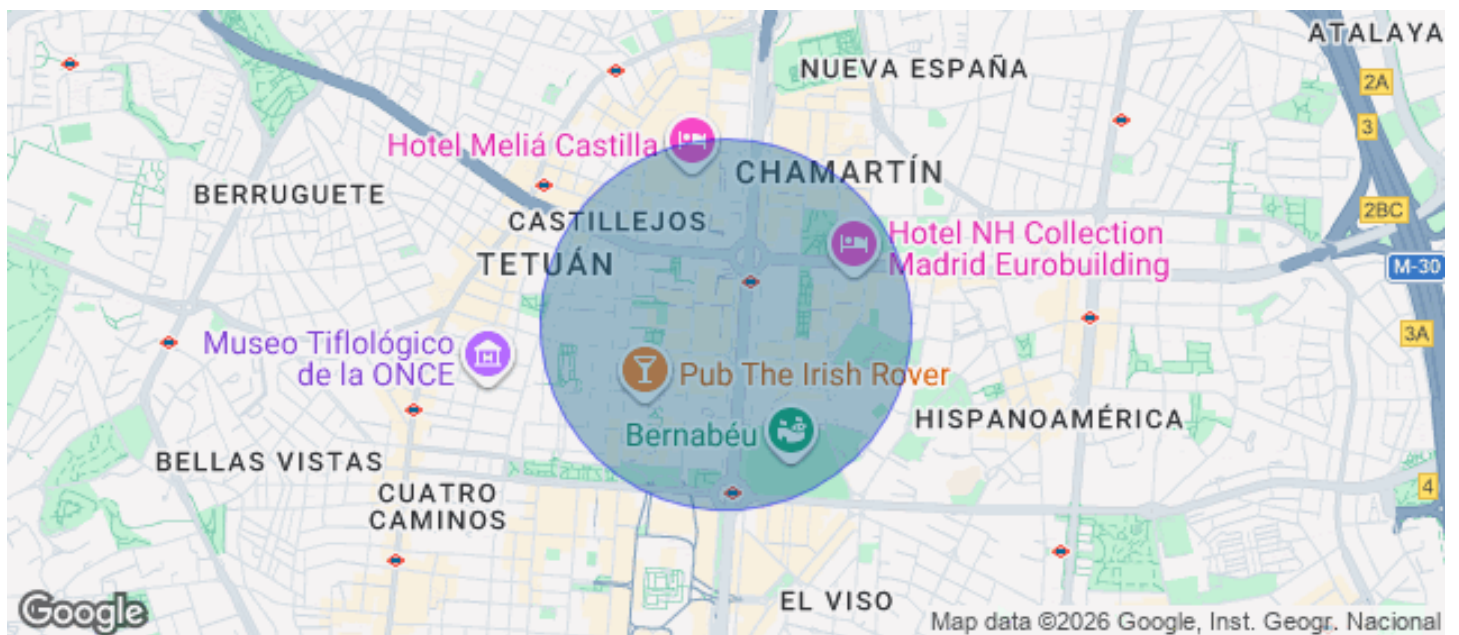 ATALAYA
NUEVA ESPAÑA
2A
3
Hotel Meliá Castilla
CHAMARTÍN
BERRUGUETE
CASTILLEJOS
2BC
Hotel NH Collection
Madrid Eurobuilding
TETUÁN
M-30
Museo Tiflológico
de la ONCE
3A
Pub The Irish Rover
HISPANOAMÉRICA
Bernabéu
BELLAS VISTAS
CUATRO
CAMINOS
4
EL VISO
Google
Map data ©2026 Google, Inst. Geogr. Nacional